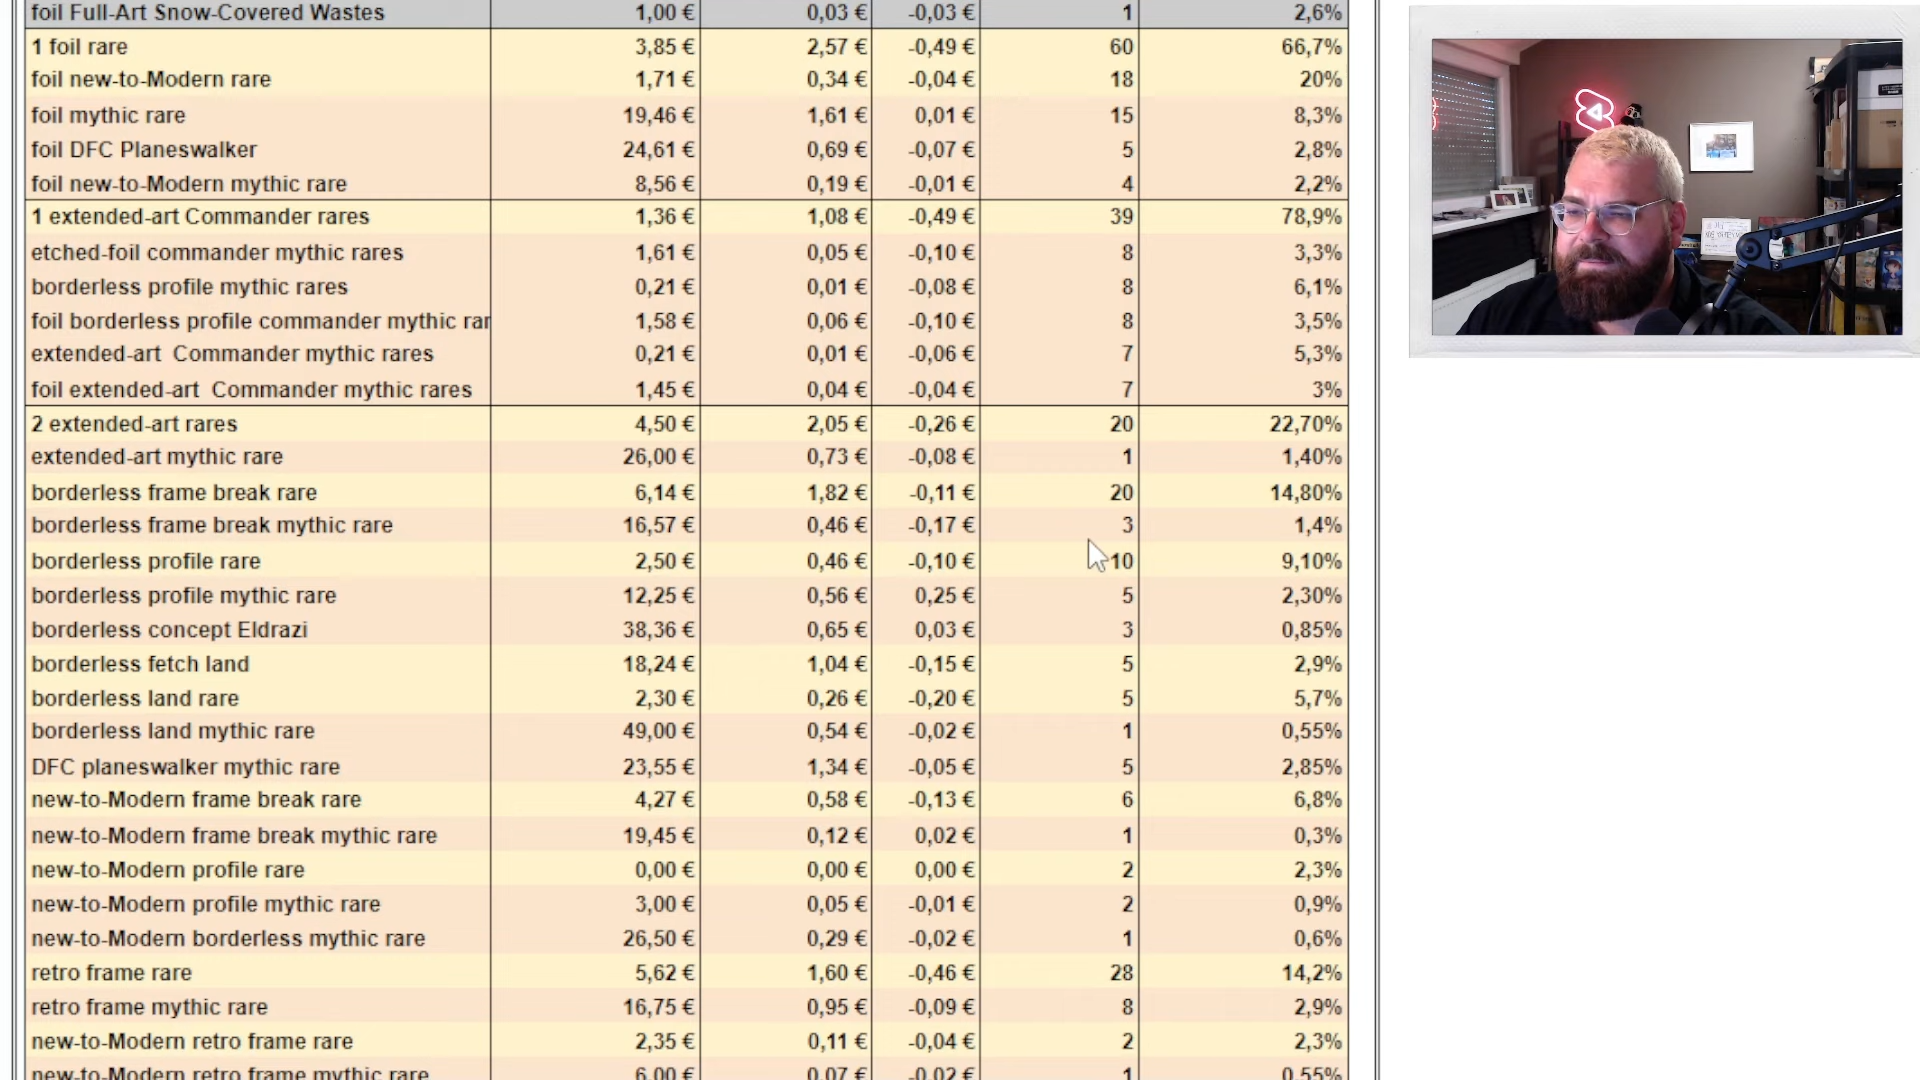 foil Full-Art Snow-Covered Wastes 1,00 € 0,03 € -0,03 € 1 2,6%
1 foil rare 3,85 € 2,57 € -0,49 € 60 66,7%
foil new-to-Modern rare 1,71 € 0,34 € -0,04 € 18 20%
foil mythic rare 19,46 € 1,61 € 0,01 € 15 8,3%
foil DFC Planeswalker 24,61 € 0,69 € -0,07 € 5 2,8%
foil new-to-Modern mythic rare 8,56 € 0,19 € -0,01 € 4 2,2%
1 extended-art Commander rares 1,36 € 1,08 € -0,49 € 39 78,9%
etched-foil commander mythic rares 1,61 € 0,05 € -0,10 € 8 3,3%
borderless profile mythic rares 0,21 € 0,01 € -0,08 € 8 6,1%
foil borderless profile commander mythic rar 1,58 € 0,06 € -0,10 € 8 3,5%
extended-art Commander mythic rares 0,21 € 0,01 € -0,06 € 7 5,3%
foil extended-art Commander mythic rares 1,45 € 0,04 € -0,04 € 7 3%
2 extended-art rares 4,50 € 2,05 € -0,26 € 20 22,70%
extended-art mythic rare 26,00 € 0,73 € -0,08 € 1 1,40%
borderless frame break rare 6,14 € 1,82 € -0,11 € 20 14,80%
borderless frame break mythic rare 16,57 € 0,46 € -0,17 € 3 1,4%
borderless profile rare 2,50 € 0,46 € -0,10 € 10 9,10%
borderless profile mythic rare 12,25 € 0,56 € 0,25 € 5 2,30%
borderless concept Eldrazi 38,36 € 0,65 € 0,03 € 3 0,85%
borderless fetch land 18,24 € 1,04 € -0,15 € 5 2,9%
borderless land rare 2,30 € 0,26 € -0,20 € 5 5,7%
borderless land mythic rare 49,00 € 0,54 € -0,02 € 1 0,55%
DFC planeswalker mythic rare 23,55 € 1,34 € -0,05 € 5 2,85%
new-to-Modern frame break rare 4,27 € 0,58 € -0,13 € 6 6,8%
new-to-Modern frame break mythic rare 19,45 € 0,12 € 0,02 € 1 0,3%
new-to-Modern profile rare 0,00 € 0,00 € 0,00 € 2 2,3%
new-to-Modern profile mythic rare 3,00 € 0,05 € -0,01 € 2 0,9%
new-to-Modern borderless mythic rare 26,50 € 0,29 € -0,02 € 1 0,6%
retro frame rare 5,62 € 1,60 € -0,46 € 28 14,2%
retro frame mythic rare 16,75 € 0,95 € -0,09 € 8 2,9%
new-to-Modern retro frame rare 2,35 € 0,11 € -0,04 € 2 2,3%
new-to-Modern retro frame mythic rare 6,00 € 0,07 € -0,02 € 1 0,55%